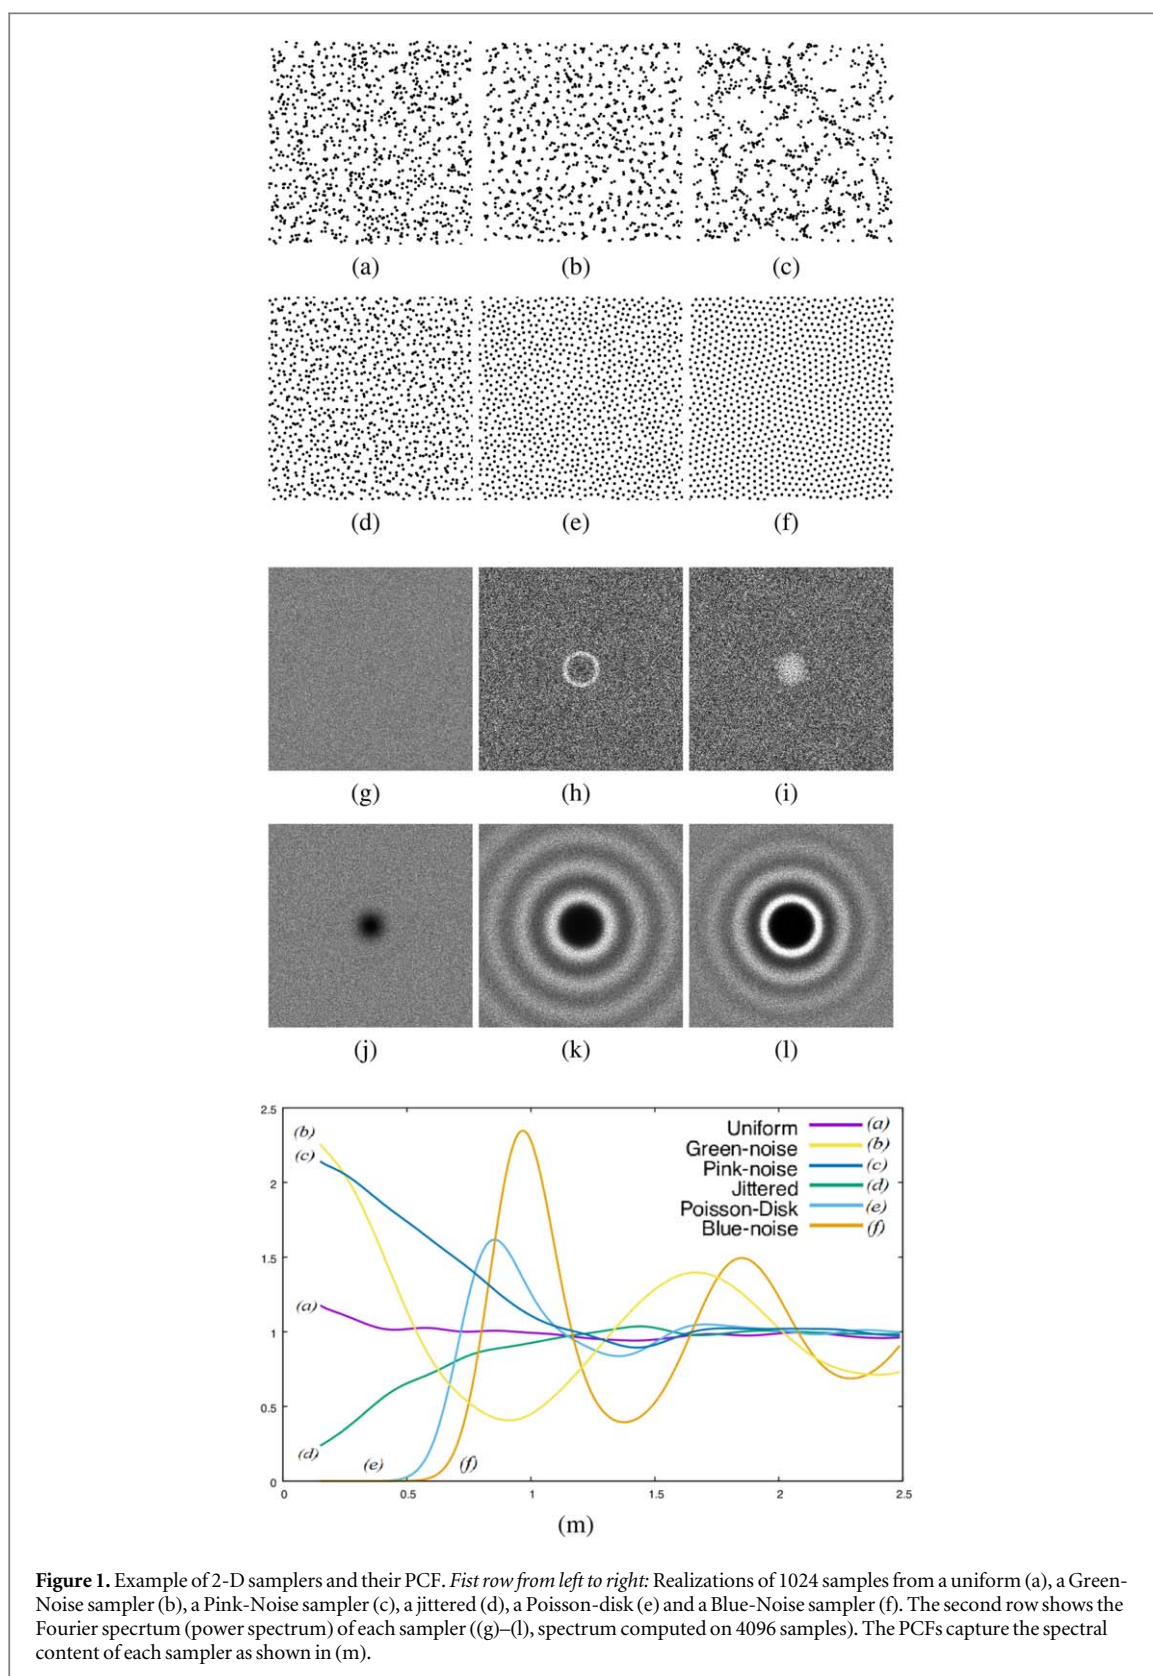 (a) (b) (c)
(d) (e) (f)
(g) (h) (i)
(j) (k) (l)
2.5
2
1.5
1
0.5
0
(b)
(c)
(a)
(d)
(e)
(f)
Uniform (a)
Green-noise (b)
Pink-noise (c)
Jittered (d)
Poisson-Disk (e)
Blue-noise (f)
0 0.5 1 1.5 2 2.5
(m)
Figure 1. Example of 2-D samplers and their PCF. Fist row from left to right: Realizations of 1024 samples from a uniform (a), a Green-
Noise sampler (b), a Pink-Noise sampler (c), a jittered (d), a Poisson-disk (e) and a Blue-Noise sampler (f). The second row shows the
Fourier specrtum (power spectrum) of each sampler ((g)–(l), spectrum computed on 4096 samples). The PCFs capture the spectral
content of each sampler as shown in (m).